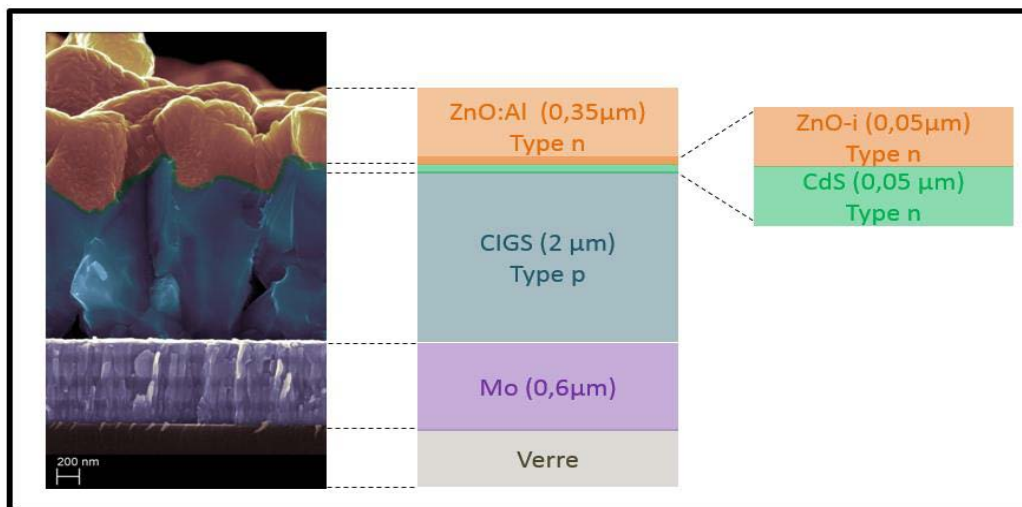 ZnO:Al (0,35µm)
Type n
CIGS (2 µm)
Type p
Mo (0,6µm)
Verre
ZnO-i (0,05µm)
Type n
CdS (0,05 µm)
Type n
200 nm